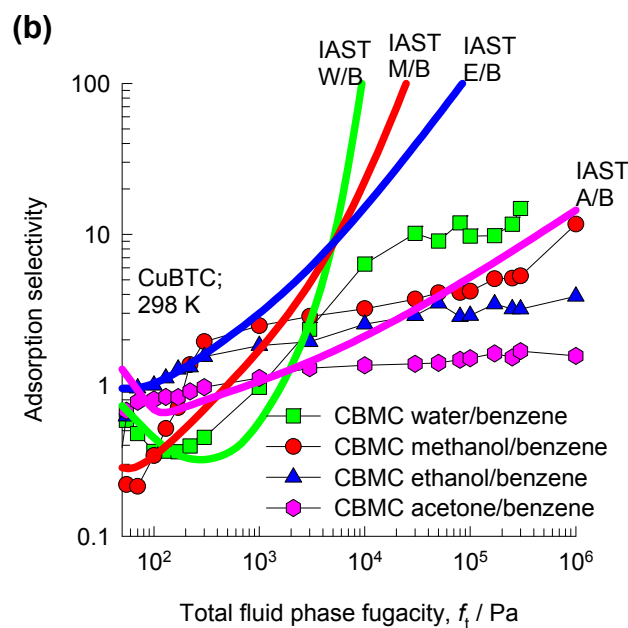 (b)
IAST
W/B
IAST
M/B
IAST
E/B
IAST
A/B
100
10
1
0.1
Adsorption selectivity
CuBTC;
298 K
CBMC water/benzene
CBMC methanol/benzene
CBMC ethanol/benzene
CBMC acetone/benzene
10² 10³ 10⁴ 10⁵ 10⁶
Total fluid phase fugacity, fₜ / Pa